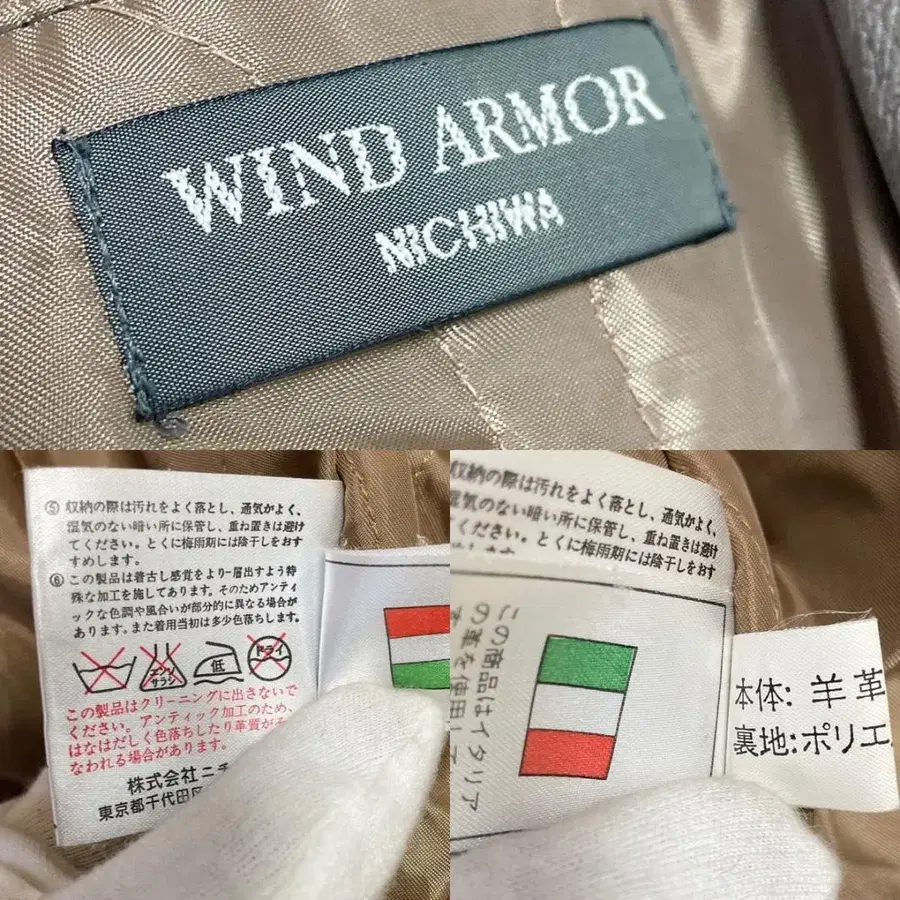 WIND ARMOR
NICHIWA
⑤ 収納の際は汚れをよく落とし、通気がよく、
湿気のない暗い所に保管し、重ね置きは避け
てください。とくに梅雨期には陰干しをおす
すめします。
⑥ この製品は着古し感覚をより一層出すよう特
殊な加工を施してあります。そのためアンティ
ックな色調や風合いが部分的に異なる場合が
あります。また着用当初は多少色落ちします。
エンソ
サラシ
低
ドライ
この製品はクリーニングに出さないで
ください。アンティック加工のため、
はなはだしく色落ちしたり革質がそ
なわれる場合があります。
株式会社ニチ
東京都千代田区
収納の際は汚れをよく落とし、通気がよく、
湿気のない暗い所に保管し、重ね置きは避け
てください。とくに梅雨期には陰干しをおす
すめします。
この商品はイタリア
の革を使用
本体: 羊革
裏地:ポリエ